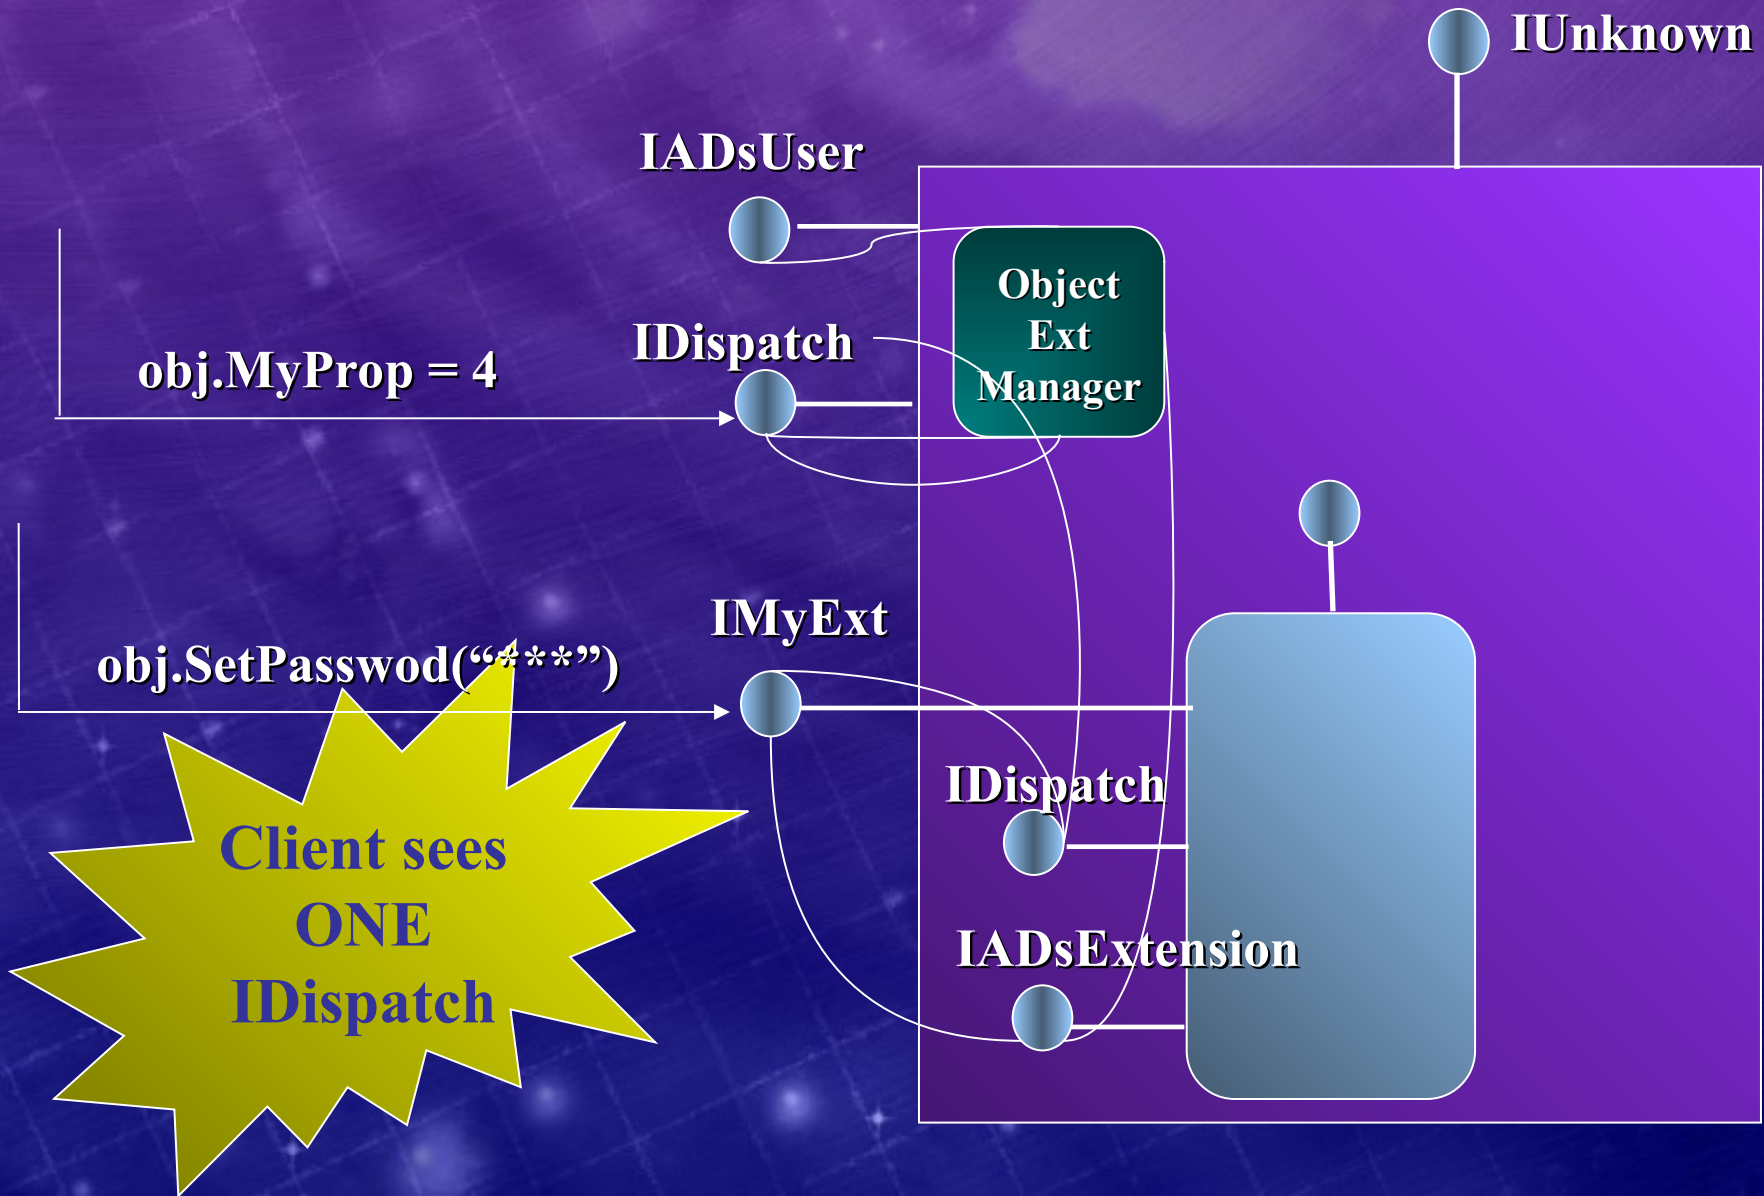 IUnknown
IADsUser
Object
Ext
Manager
IDispatch
obj.MyProp = 4
IMyExt
obj.SetPasswod(“***”)
IDispatch
Client sees
ONE
IDispatch
IADsExtension